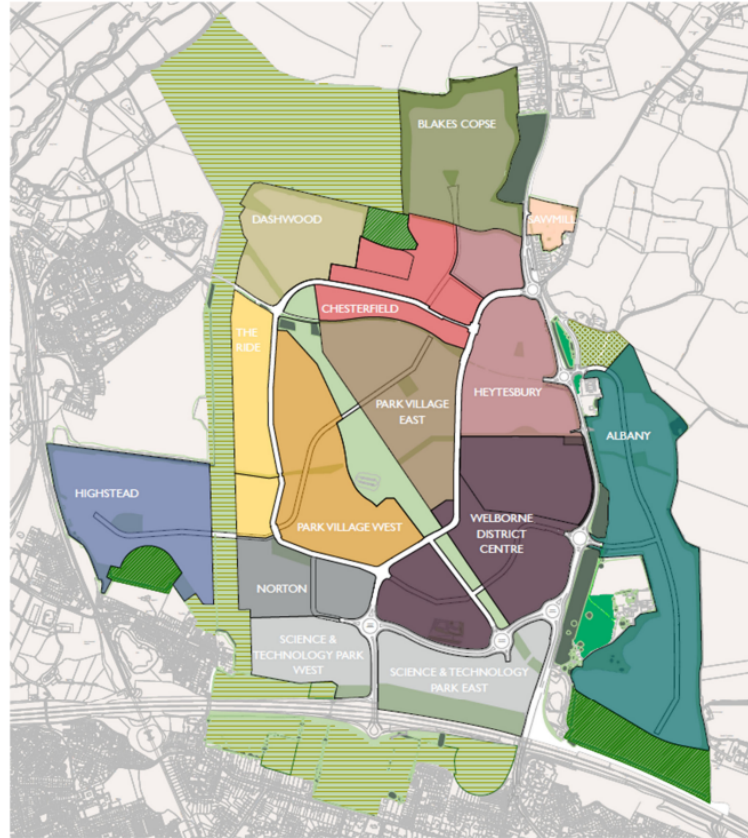 BLAKES COPSE
DASHWOOD
SAWMILL
CHESTERFIELD
THE
RIDE
PARK VILLAGE
EAST
HEYTESBURY
ALBANY
HIGHSTEAD
PARK VILLAGE WEST
WELBORNE
DISTRICT
CENTRE
NORTON
SCIENCE &
TECHNOLOGY PARK
WEST
SCIENCE & TECHNOLOGY
PARK EAST